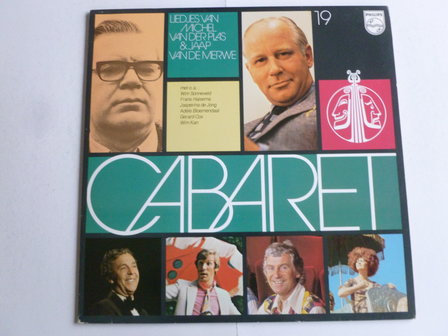 LIEDJES VAN
MICHEL
VAN DER PLAS
& JAAP
VAN DE MERWE
19
PHILIPS
met o.a.:
Wim Sonneveld
Frans Halsema
Jasperina de Jong
Adèle Bloemendaal
Gerard Cox
Wim Kan
CABARET